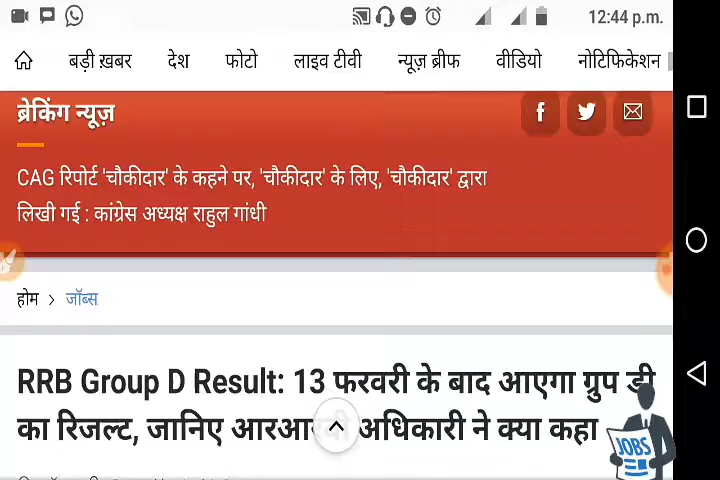 12:44 p.m.
बड़ी ख़बर देश फोटो लाइव टीवी न्यूज़ ब्रीफ वीडियो नोटिफिकेशन
ब्रेकिंग न्यूज़
CAG रिपोर्ट 'चौकीदार' के कहने पर, 'चौकीदार' के लिए, 'चौकीदार' द्वारा
लिखी गई : कांग्रेस अध्यक्ष राहुल गांधी
होम > जॉब्स
RRB Group D Result: 13 फरवरी के बाद आएगा ग्रुप डी
का रिजल्ट, जानिए अधिकारी ने क्या कहा
JOBS